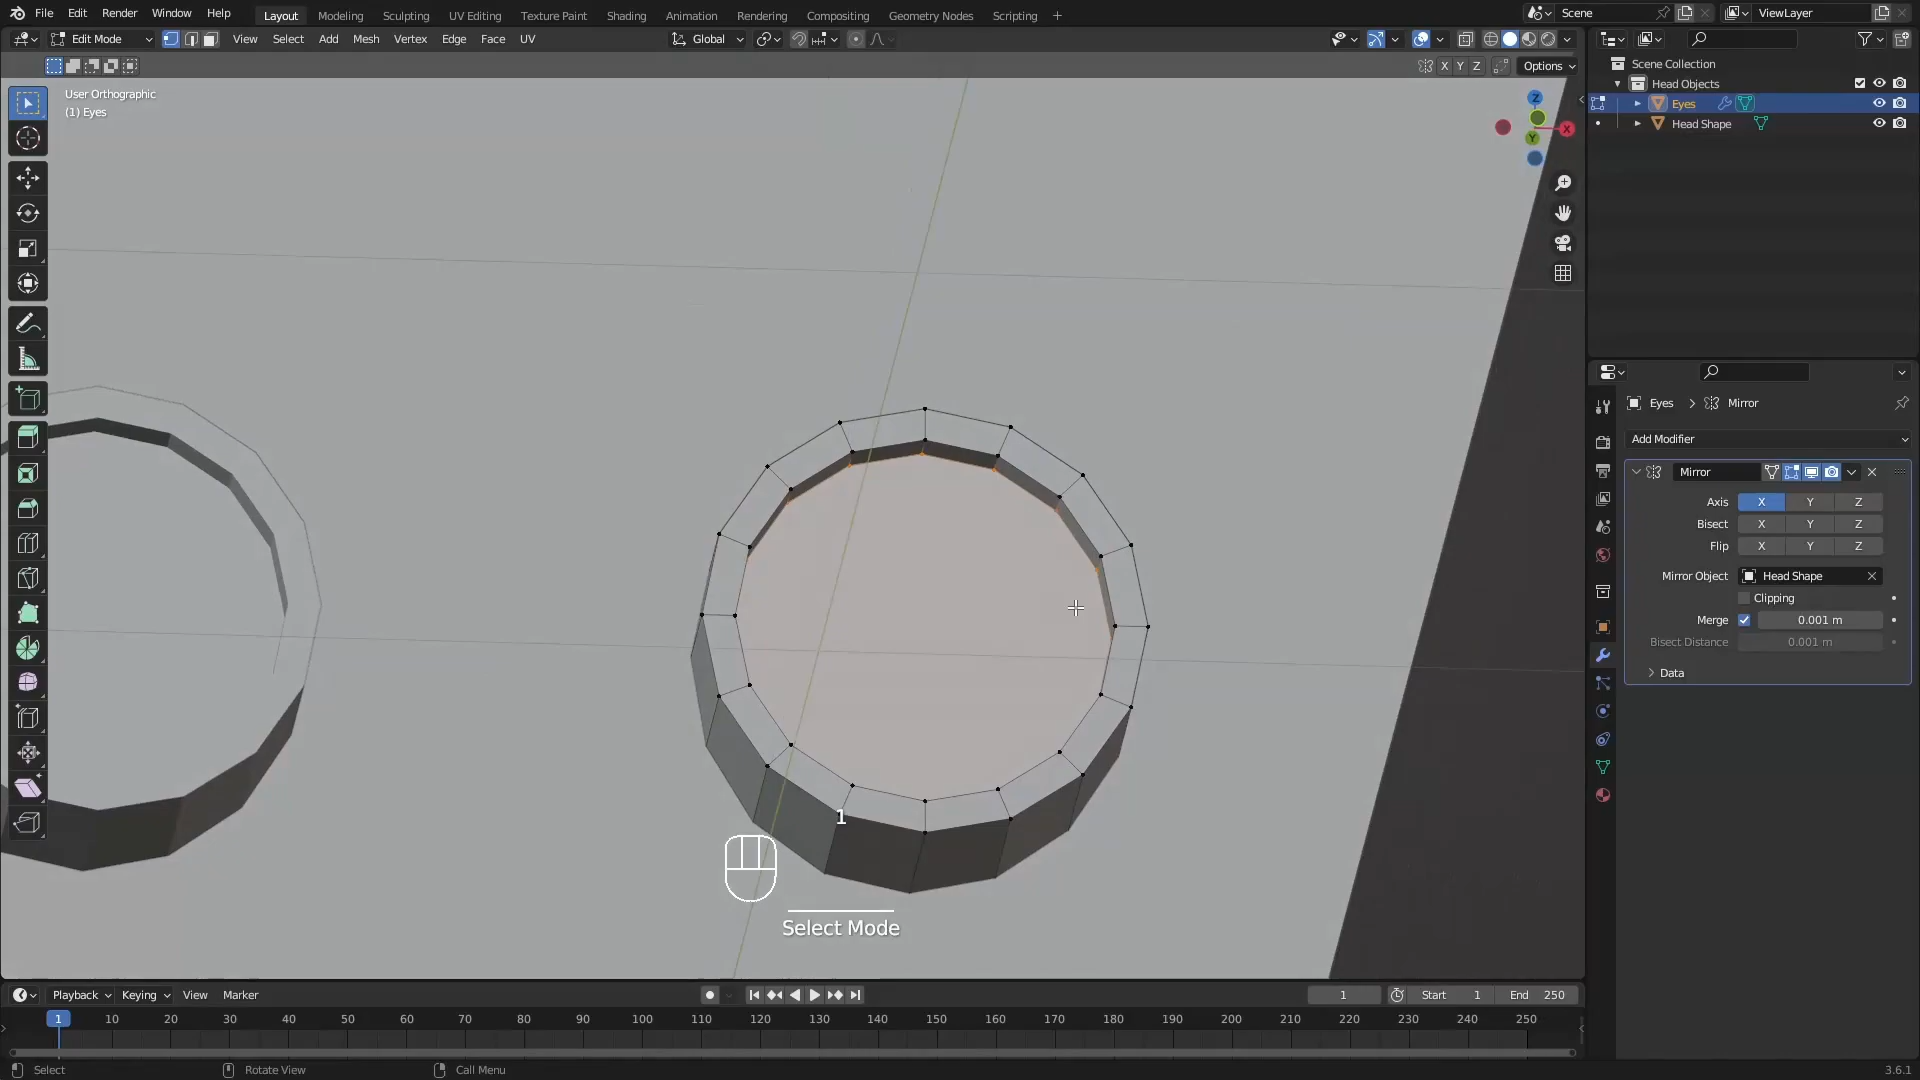 File Edit Render Window Help Layout Modeling Sculpting UV Editing Texture Paint Shading Animation Rendering Compositing Geometry Nodes Scripting + Scene ViewLayer
Edit Mode View Select Add Mesh Vertex Edge Face UV Global
X Y Z Options
User Orthographic
(1) Eyes
Z
X
Y
Scene Collection
Head Objects
Eyes
Head Shape
Eyes > Mirror
Add Modifier
Mirror
Axis X Y Z
Bisect X Y Z
Flip X Y Z
Mirror Object Head Shape
Clipping
Merge 0.001 m
Bisect Distance 0.001 m
Data
1
Select Mode
Playback Keying View Marker 1 Start 1 End 250
1 10 20 30 40 50 60 70 80 90 100 110 120 130 140 150 160 170 180 190 200 210 220 230 240 250
Select Rotate View Call Menu 3.6.1